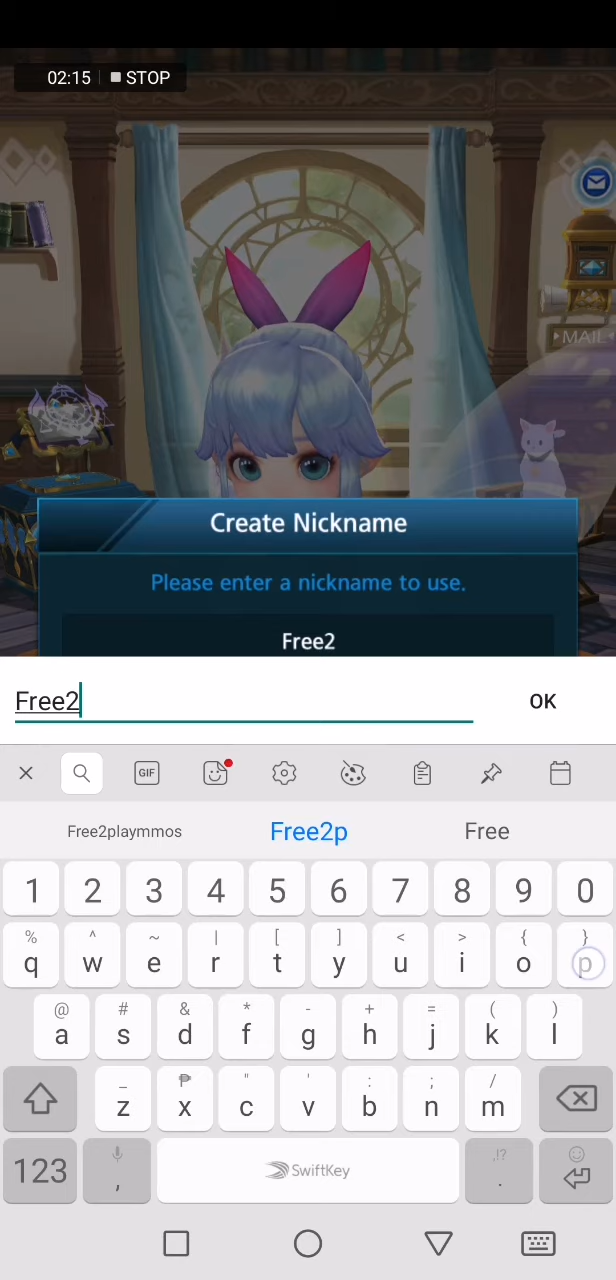 02:15 STOP
MAIL
Create Nickname
Please enter a nickname to use.
Free2
Free2 OK
GIF
Free2playmmos Free2p Free
1 2 3 4 5 6 7 8 9 0
% ^ ~ | [ ] < > { }
q w e r t y u i o p
@ # & * - + = ( )
a s d f g h j k l
_ ₱ " ' : ; /
z x c v b n m
,!?
123 , SwiftKey .